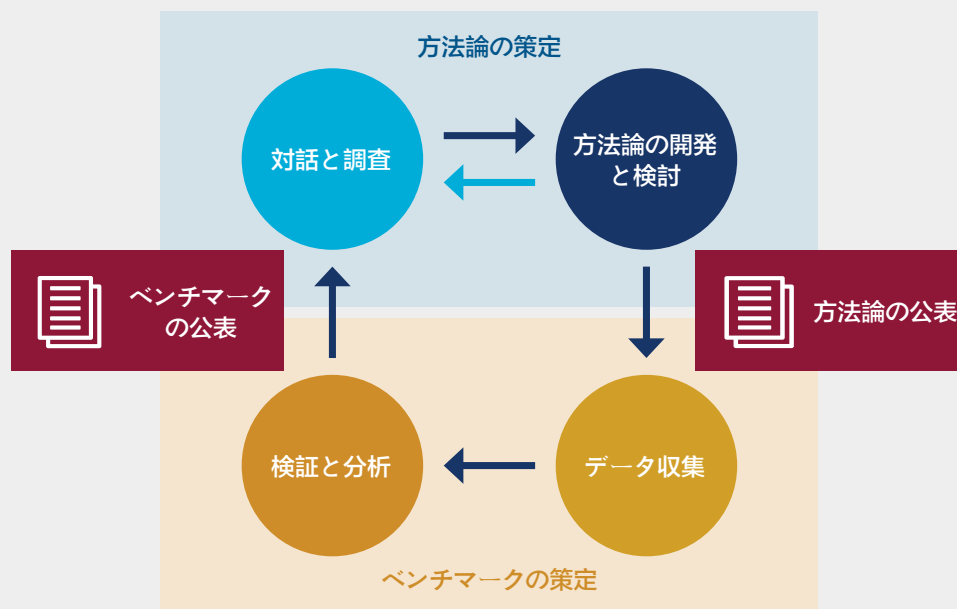 方法論の策定
対話と調査
方法論の開発
と検討
ベンチマーク
の公表
方法論の公表
検証と分析
データ収集
ベンチマークの策定